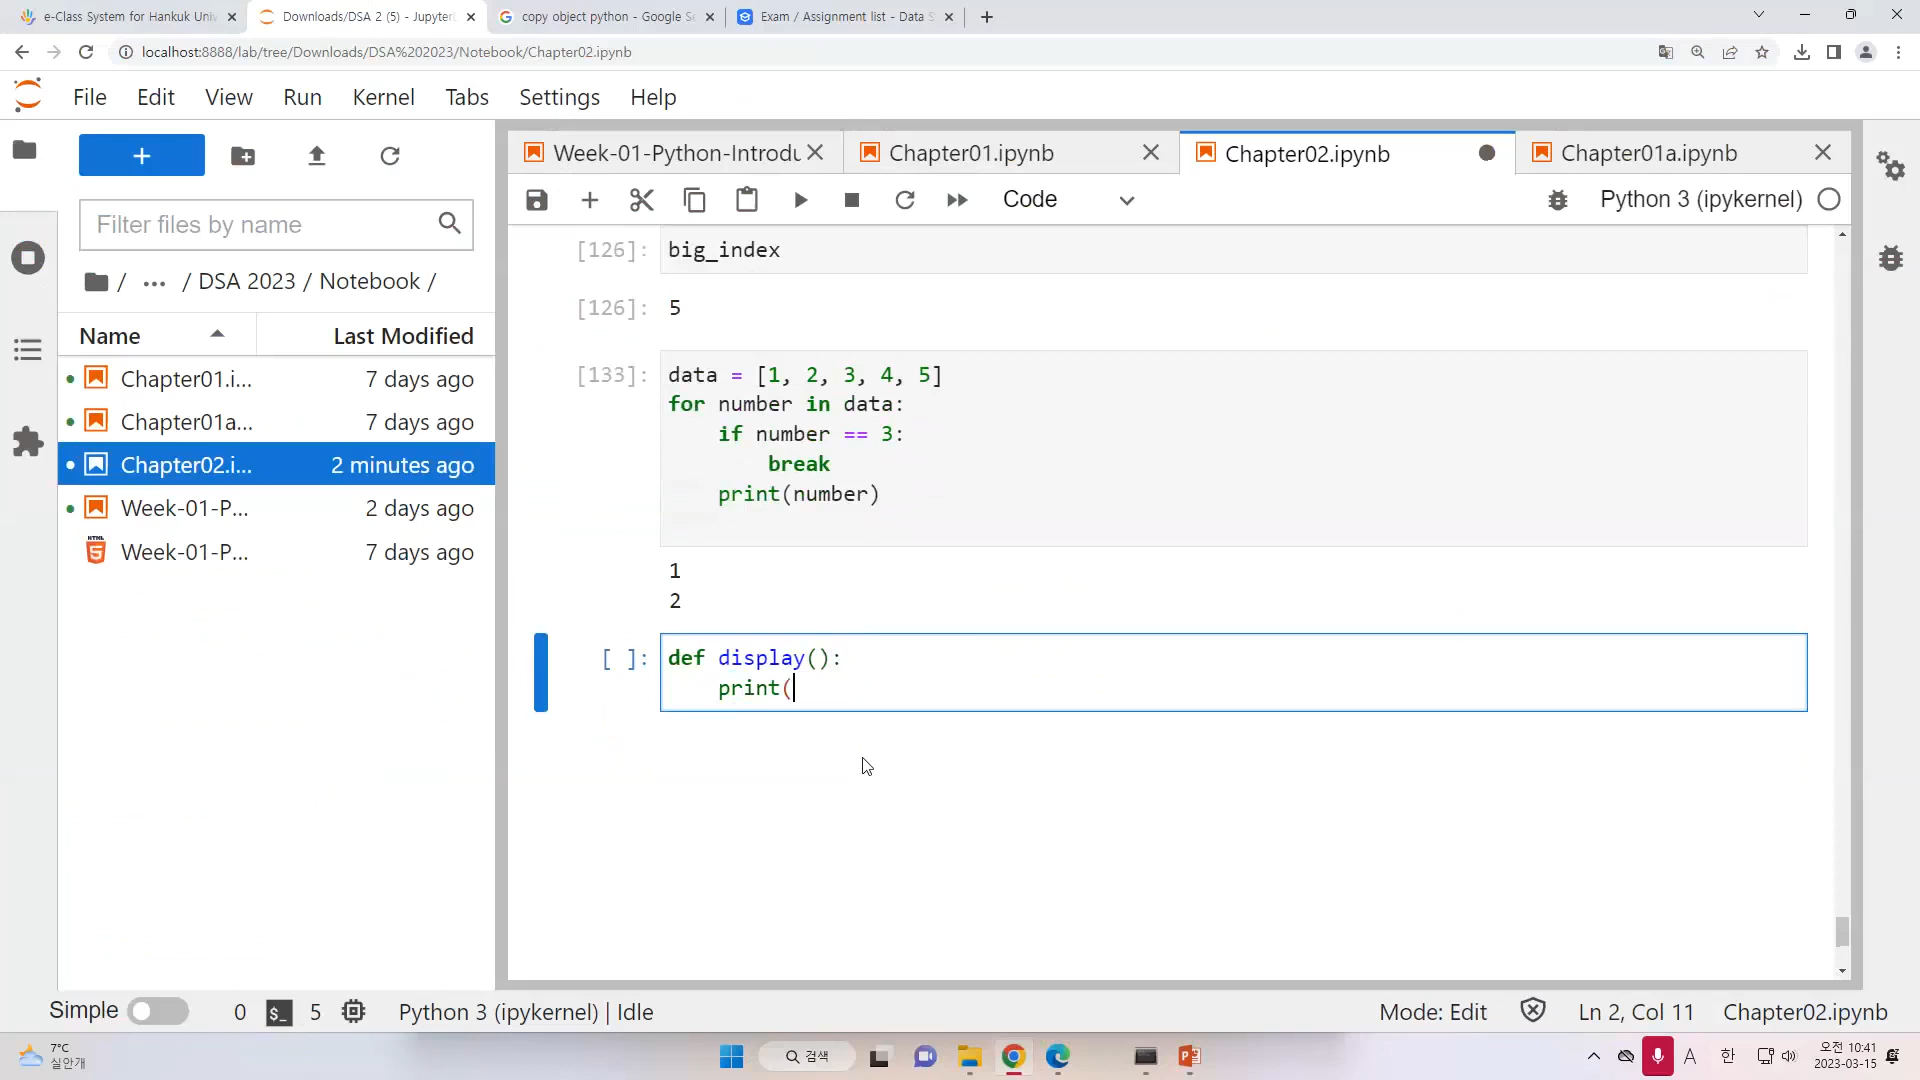 e-Class System for Hankuk Univ
Downloads/DSA 2 (5) - Jupyter
copy object python - Google Se
Exam / Assignment list - Data S
localhost:8888/lab/tree/Downloads/DSA%202023/Notebook/Chapter02.ipynb
File Edit View Run Kernel Tabs Settings Help
Week-01-Python-Introdu
Chapter01.ipynb
Chapter02.ipynb
Chapter01a.ipynb
Code
Python 3 (ipykernel)
Filter files by name
/ ... / DSA 2023 / Notebook /
Name Last Modified
Chapter01.i... 7 days ago
Chapter01a... 7 days ago
Chapter02.i... 2 minutes ago
Week-01-P... 2 days ago
HTML
5
Week-01-P... 7 days ago
[126]: big_index
[126]: 5
[133]: data = [1, 2, 3, 4, 5]
for number in data:
    if number == 3:
        break
    print(number)
1
2
[ ]: def display():
    print(
Simple 0 $_ 5 Python 3 (ipykernel) | Idle
Mode: Edit Ln 2, Col 11 Chapter02.ipynb
7°C
실안개
검색
A 한
오전 10:41
2023-03-15